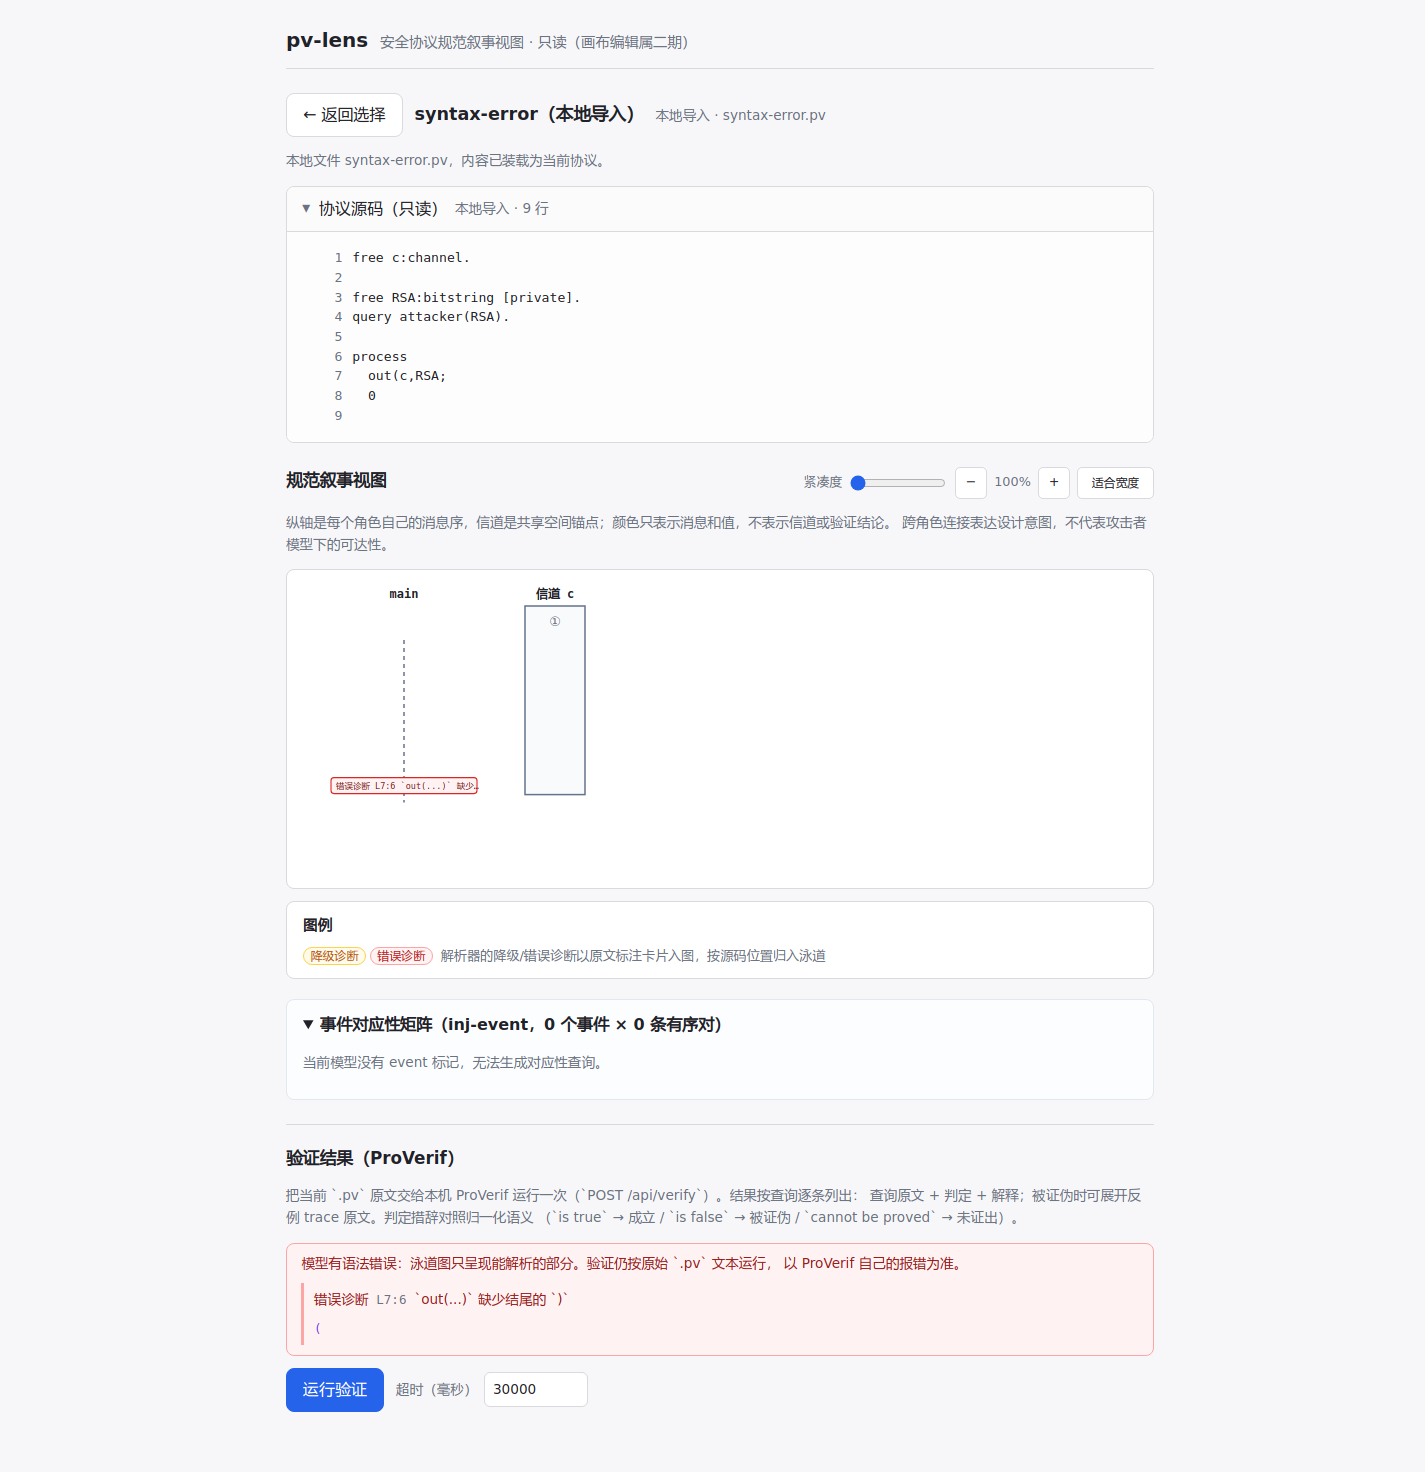 pv-lens 安全协议规范叙事视图 · 只读（画布编辑属二期）
← 返回选择 syntax-error（本地导入） 本地导入 · syntax-error.pv
本地文件 syntax-error.pv，内容已装载为当前协议。
▼ 协议源码（只读） 本地导入 · 9 行
1 free c:channel.
2
3 free RSA:bitstring [private].
4 query attacker(RSA).
5
6 process
7   out(c,RSA;
8   0
9
规范叙事视图 紧凑度 − 100% + 适合宽度
纵轴是每个角色自己的消息序，信道是共享空间锚点；颜色只表示消息和值，不表示信道或验证结论。 跨角色连接表达设计意图，不代表攻击者
模型下的可达性。
main 信道 c
①
错误诊断 L7:6 `out(...)` 缺少…
图例
降级诊断 错误诊断 解析器的降级/错误诊断以原文标注卡片入图，按源码位置归入泳道
▼ 事件对应性矩阵（inj-event，0 个事件 × 0 条有序对）
当前模型没有 event 标记，无法生成对应性查询。
验证结果（ProVerif）
把当前 `.pv` 原文交给本机 ProVerif 运行一次（`POST /api/verify`）。结果按查询逐条列出： 查询原文 + 判定 + 解释；被证伪时可展开反
例 trace 原文。判定措辞对照归一化语义 （`is true` → 成立 / `is false` → 被证伪 / `cannot be proved` → 未证出）。
模型有语法错误：泳道图只呈现能解析的部分。验证仍按原始 `.pv` 文本运行， 以 ProVerif 自己的报错为准。
错误诊断 L7:6 `out(...)` 缺少结尾的 `)`
(
运行验证 超时（毫秒） 30000